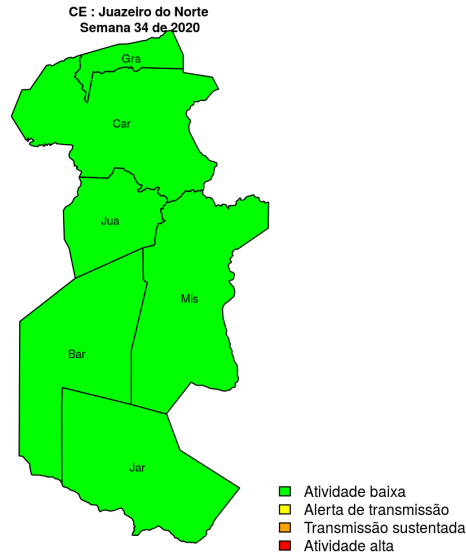 CE : Juazeiro do Norte
Semana 34 de 2020
Gra
Car
Jua
Mis
Bar
Jar
Atividade baixa
Alerta de transmissão
Transmissão sustentada
Atividade alta